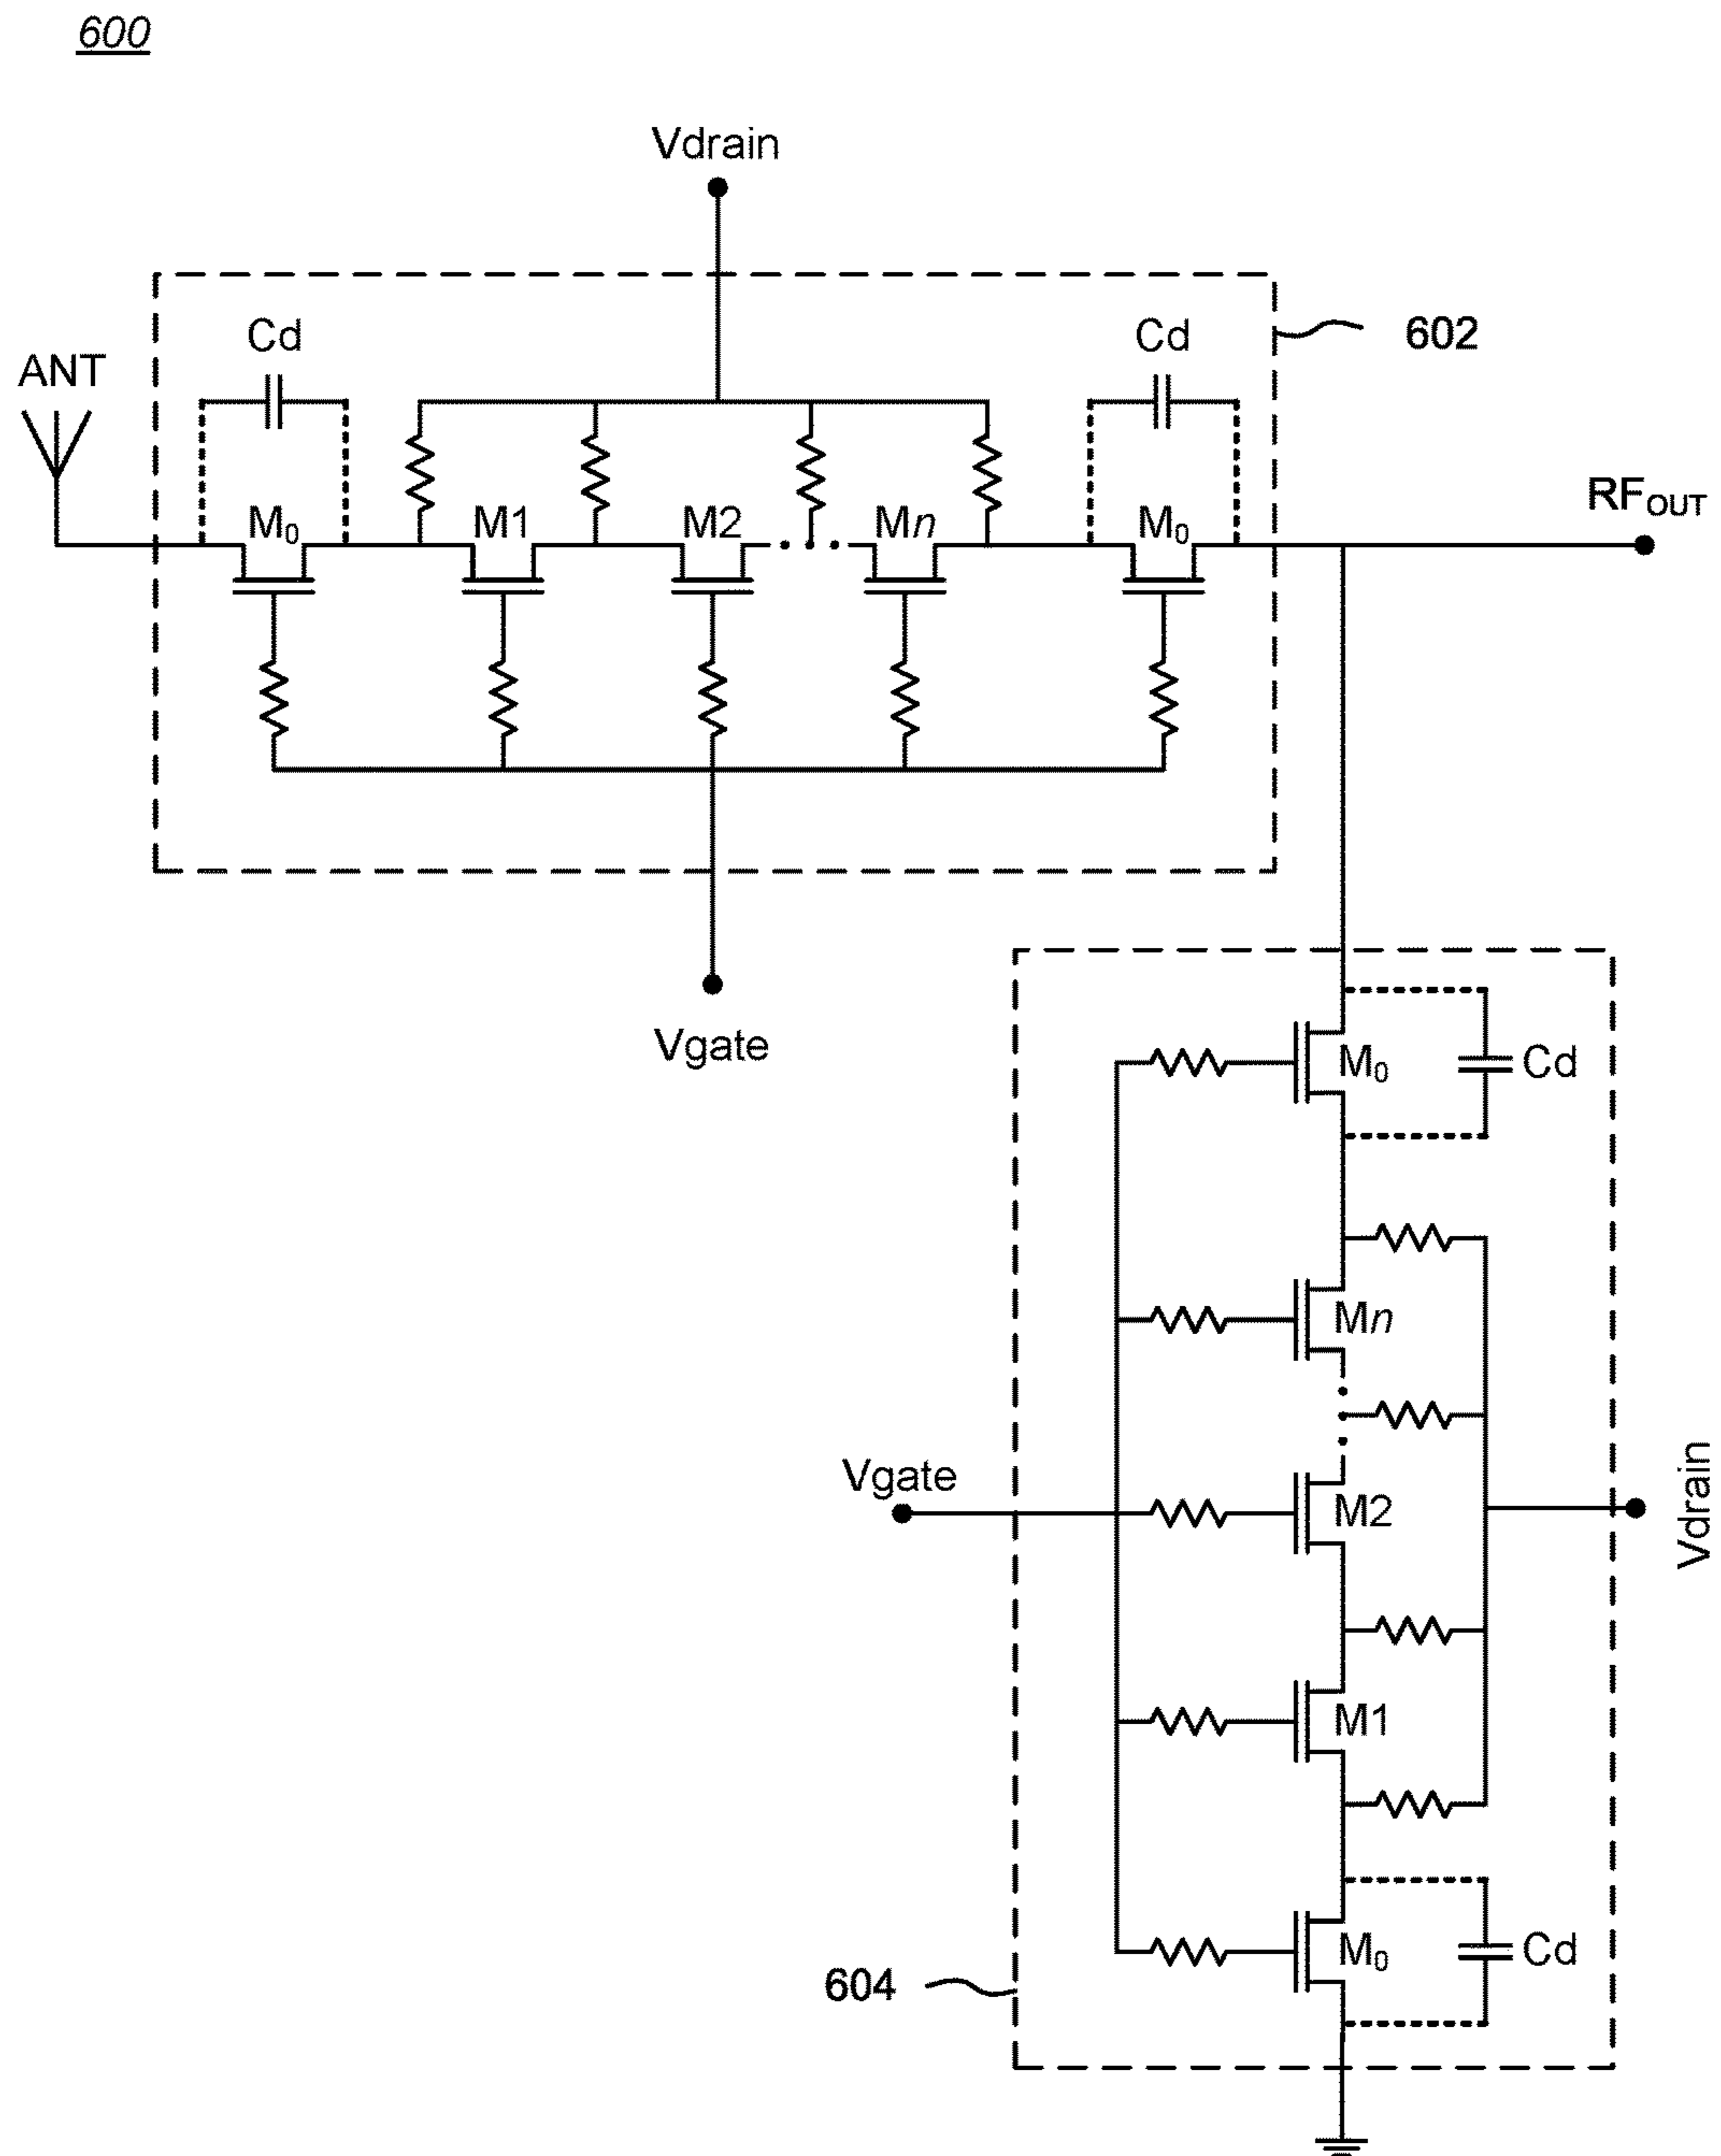 600
Vdrain
Cd
Cd
602
ANT
M₀
M1
M2
Mn
M₀
RF_OUT
Vgate
M₀
Cd
Mn
Vgate
M2
Vdrain
M1
M₀
Cd
604